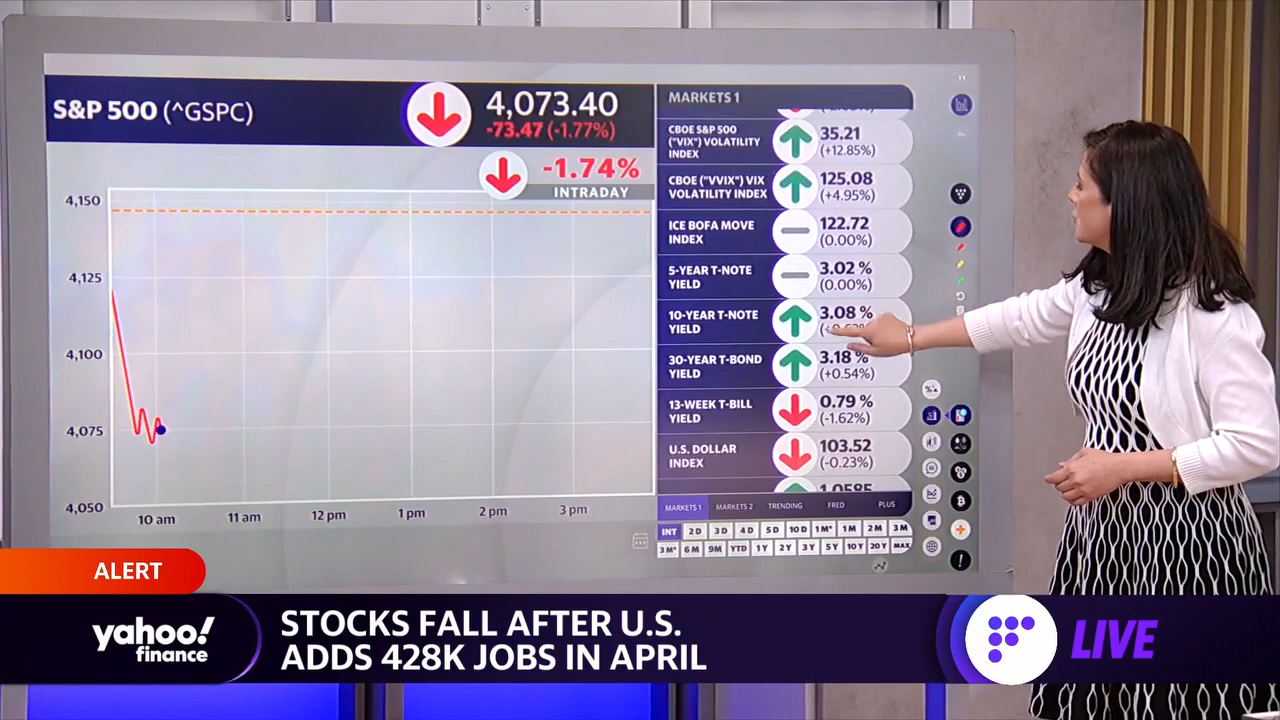 S&P 500 (^GSPC)
4,073.40
-73.47 (-1.77%)
-1.74%
INTRADAY
4,150
4,125
4,100
4,075
4,050
10 am
11 am
12 pm
1 pm
2 pm
3 pm
MARKETS 1
CBOE S&P 500
("VIX") VOLATILITY
INDEX
35.21
(+12.85%)
CBOE ("VVIX") VIX
VOLATILITY INDEX
125.08
(+4.95%)
ICE BOFA MOVE
INDEX
122.72
(0.00%)
5-YEAR T-NOTE
YIELD
3.02 %
(0.00%)
10-YEAR T-NOTE
YIELD
3.08 %
30-YEAR T-BOND
YIELD
3.18 %
(+0.54%)
13-WEEK T-BILL
YIELD
0.79 %
(-1.62%)
U.S. DOLLAR
INDEX
103.52
(-0.23%)
1.0585
MARKETS 1 MARKETS 2 TRENDING FRED PLUS
INT 2D 3D 4D 5D 10D 1M* 1M 2M 3M
3M* 6M 9M YTD 1Y 2Y 3Y 5Y 10Y 20Y MAX
ALERT
yahoo!
finance
STOCKS FALL AFTER U.S.
ADDS 428K JOBS IN APRIL
LIVE